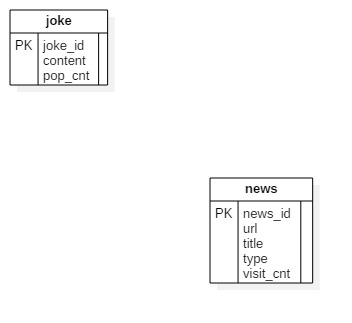 joke
PK joke_id
content
pop_cnt
news
PK news_id
url
title
type
visit_cnt